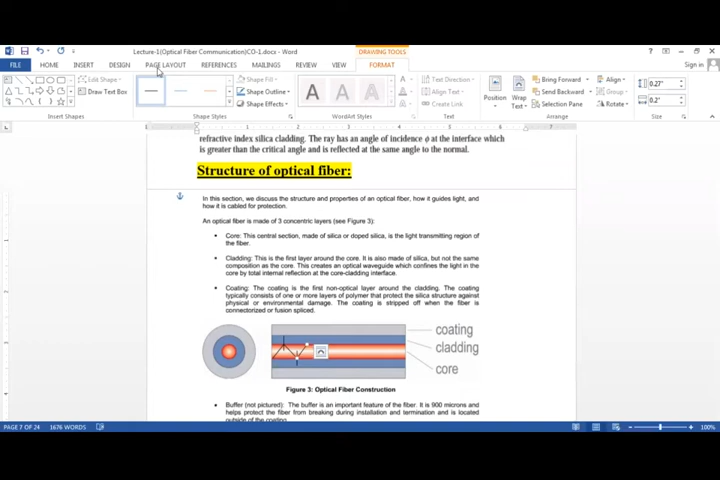 Lecture-1(Optical Fiber Communication)CO-1.docx - Word
DRAWING TOOLS
FILE HOME INSERT DESIGN PAGE LAYOUT REFERENCES MAILINGS REVIEW VIEW FORMAT Sign in
Edit Shape
Draw Text Box
Insert Shapes
Shape Fill
Shape Outline
Shape Effects
Shape Styles
A A A
WordArt Styles
Text Direction
Align Text
Create Link
Text
Position
Wrap Text
Bring Forward
Send Backward
Selection Pane
Align
Group
Rotate
Arrange
0.27"
0.2"
Size
refractive index silica cladding. The ray has an angle of incidence ϕ at the interface which
is greater than the critical angle and is reflected at the same angle to the normal.
Structure of optical fiber:
In this section, we discuss the structure and properties of an optical fiber, how it guides light, and
how it is cabled for protection.
An optical fiber is made of 3 concentric layers (see Figure 3):
• Core: This central section, made of silica or doped silica, is the light transmitting region of
the fiber.
• Cladding: This is the first layer around the core. It is also made of silica, but not the same
composition as the core. This creates an optical waveguide which confines the light in the
core by total internal reflection at the core-cladding interface.
• Coating: The coating is the first non-optical layer around the cladding. The coating
typically consists of one or more layers of polymer that protect the silica structure against
physical or environmental damage. The coating is stripped off when the fiber is
connectorized or fusion spliced.
coating
cladding
core
Figure 3: Optical Fiber Construction
• Buffer (not pictured): The buffer is an important feature of the fiber. It is 900 microns and
helps protect the fiber from breaking during installation and termination and is located
outside of the coating.
PAGE 7 OF 24 1676 WORDS 100%